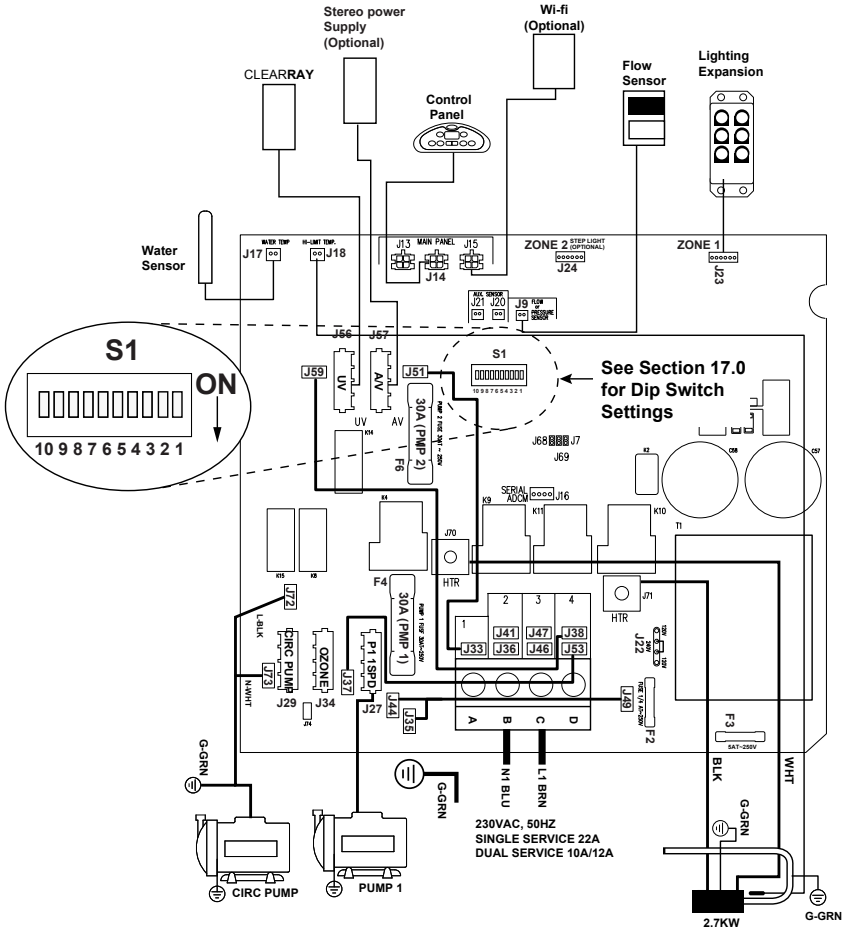 Stereo power
Supply
(Optional)
Wi-fi
(Optional)
CLEARRAY
Control
Panel
Flow
Sensor
Lighting
Expansion
Water
Sensor
WATER TEMP
J17
HI-LIMIT TEMP.
J18
J13 MAIN PANEL J15
J14
ZONE 2 STEP LIGHT (OPTIONAL)
J24
ZONE 1
J23
AUX. SENSOR
J21 J20
J9 FLOW or PRESSURE SENSOR
J56
J57
J59
UV
A/V
J51
UV
AV
S1
10 9 8 7 6 5 4 3 2 1
See Section 17.0
for Dip Switch
Settings
S1
ON
10 9 8 7 6 5 4 3 2 1
30A (PMP 2)
F6
PUMP 2 FUSE 30AT ~ 250V
K14
J68 J7
J69
K2
C57
SERIAL
ADCM
J16
K4
K9
K11
K10
T1
J70
HTR
J71
HTR
K15
K8
F4
30A (PMP 1)
J72
L-BLK
J73
N-WHT
CIRC PUMP
J29
OZONE
J34
J74
J37
P1 1SPD
J27
J44
J35
1
2
3
4
J33
J41
J36
J47
J46
J38
J53
A
B
C
D
J22
120V
240V
120V
J49
F2
F3
5AT~250V
G-GRN
CIRC PUMP
PUMP 1
G-GRN
N1 BLU
L1 BRN
230VAC, 50HZ
SINGLE SERVICE 22A
DUAL SERVICE 10A/12A
BLK
WHT
G-GRN
G-GRN
2.7KW